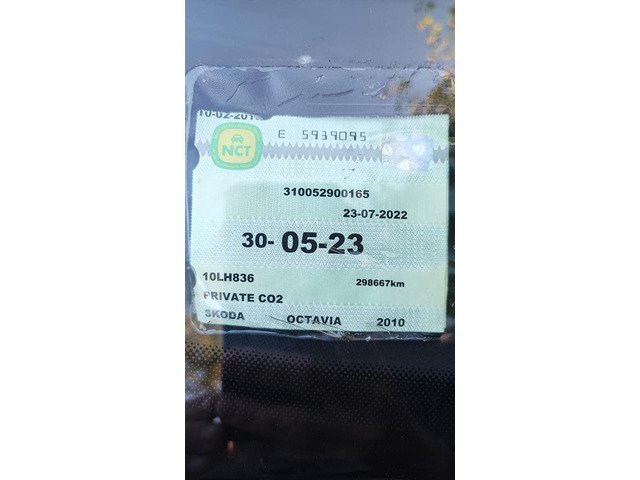 E 5939095
NCT
310052900165
23-07-2022
30-05-23
10LH836
298667km
PRIVATE CO2
SKODA OCTAVIA 2010